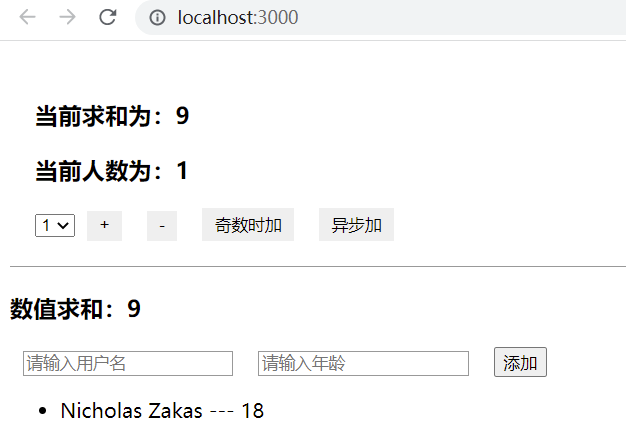 localhost:3000
当前求和为：9
当前人数为：1
1 + - 奇数时加 异步加
数值求和：9
请输入用户名 请输入年龄 添加
Nicholas Zakas --- 18